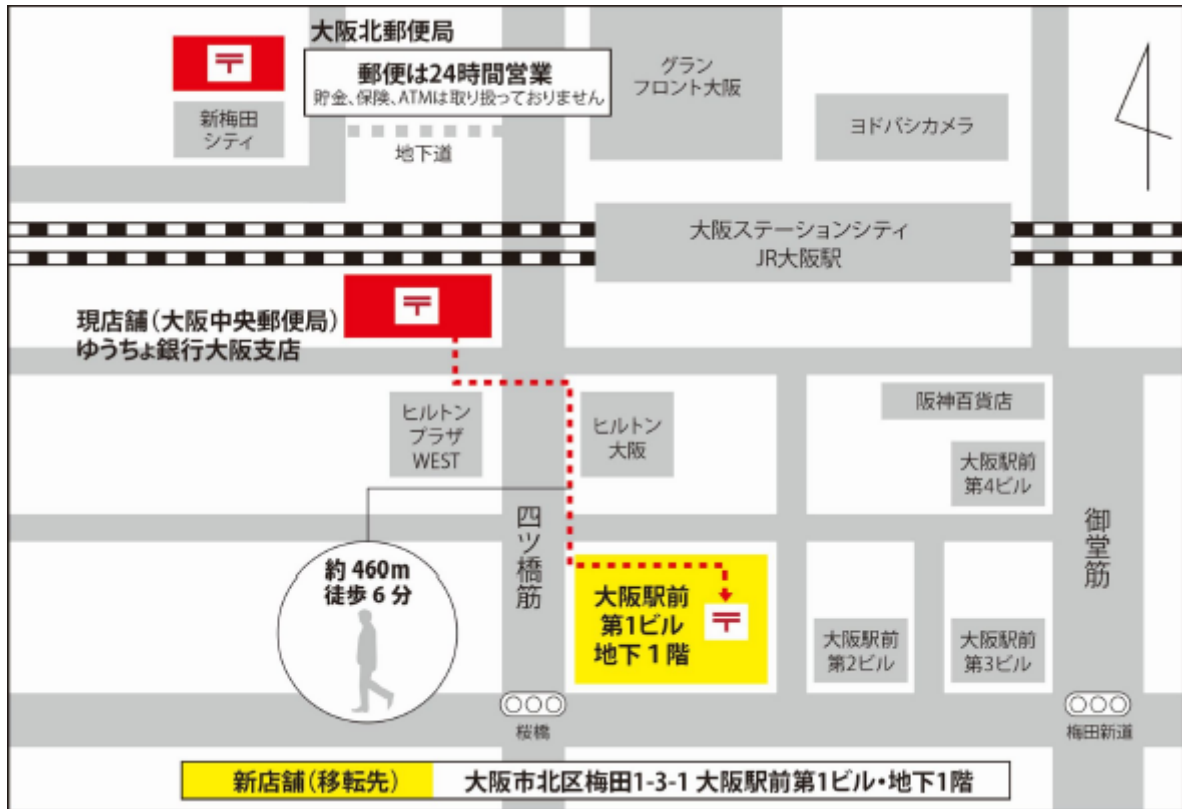 大阪北郵便局
郵便は24時間営業
貯金、保険、ATMは取り扱っておりません
新梅田
シティ
地下道
グラン
フロント大阪
ヨドバシカメラ
大阪ステーションシティ
JR大阪駅
現店舗(大阪中央郵便局)
ゆうちょ銀行大阪支店
ヒルトン
プラザ
WEST
ヒルトン
大阪
阪神百貨店
大阪駅前
第4ビル
四ツ橋筋
御堂筋
約460m
徒歩6分
大阪駅前
第1ビル
地下1階
大阪駅前
第2ビル
大阪駅前
第3ビル
桜橋
梅田新道
新店舗(移転先) 大阪市北区梅田1-3-1 大阪駅前第1ビル・地下1階